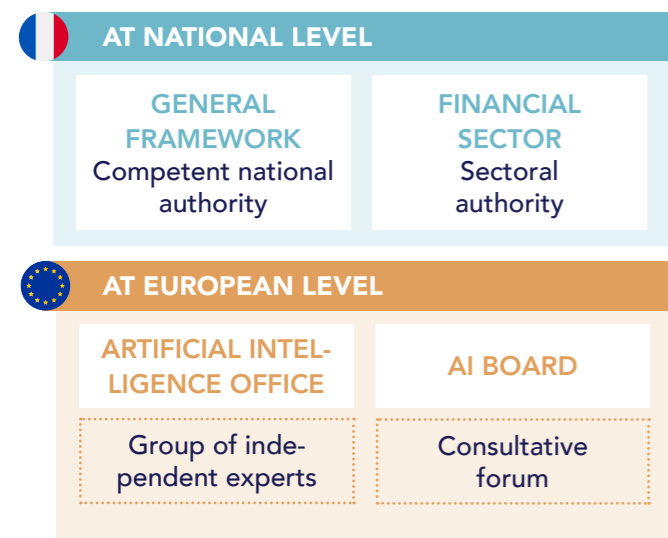 AT NATIONAL LEVEL
GENERAL
FRAMEWORK
Competent national
authority
FINANCIAL
SECTOR
Sectoral
authority
AT EUROPEAN LEVEL
ARTIFICIAL INTEL-
LIGENCE OFFICE
AI BOARD
Group of inde-
pendent experts
Consultative
forum